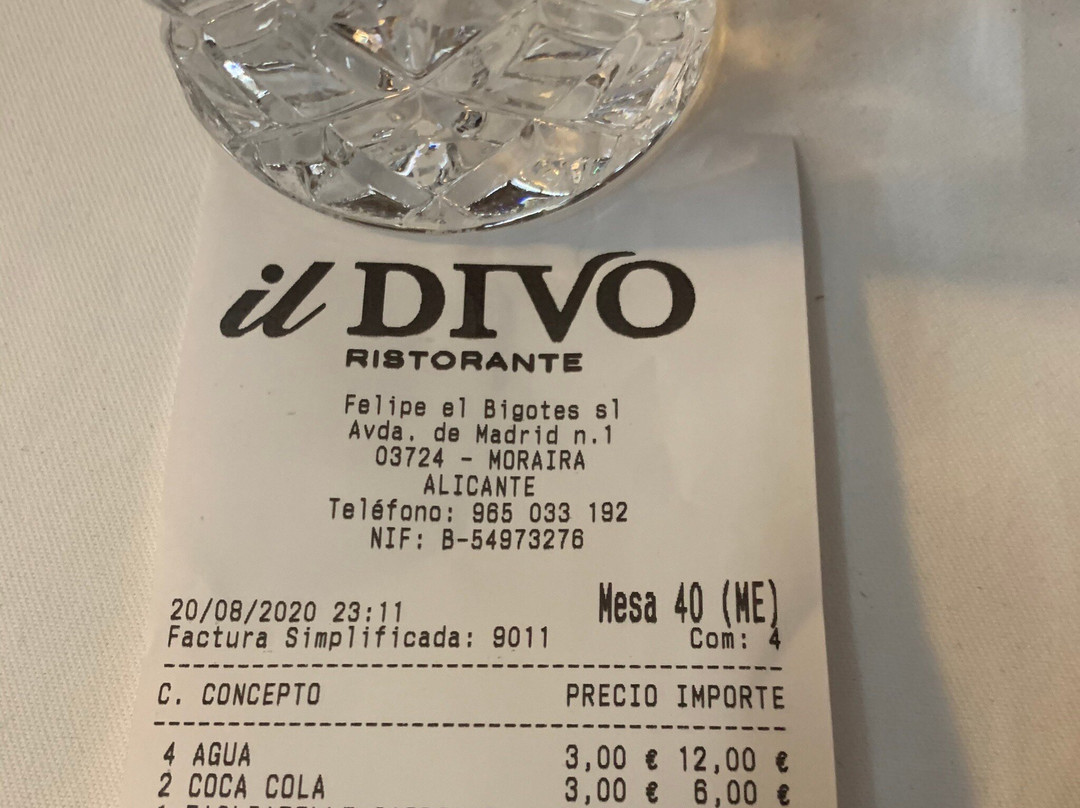 il DIVO
RISTORANTE
Felipe el Bigotes sl
Avda. de Madrid n.1
03724 - MORAIRA
ALICANTE
Teléfono: 965 033 192
NIF: B-54973276
20/08/2020 23:11 Mesa 40 (ME)
Factura Simplificada: 9011 Com: 4
C. CONCEPTO PRECIO IMPORTE
4 AGUA 3,00 € 12,00 €
2 COCA COLA 3,00 € 6,00 €